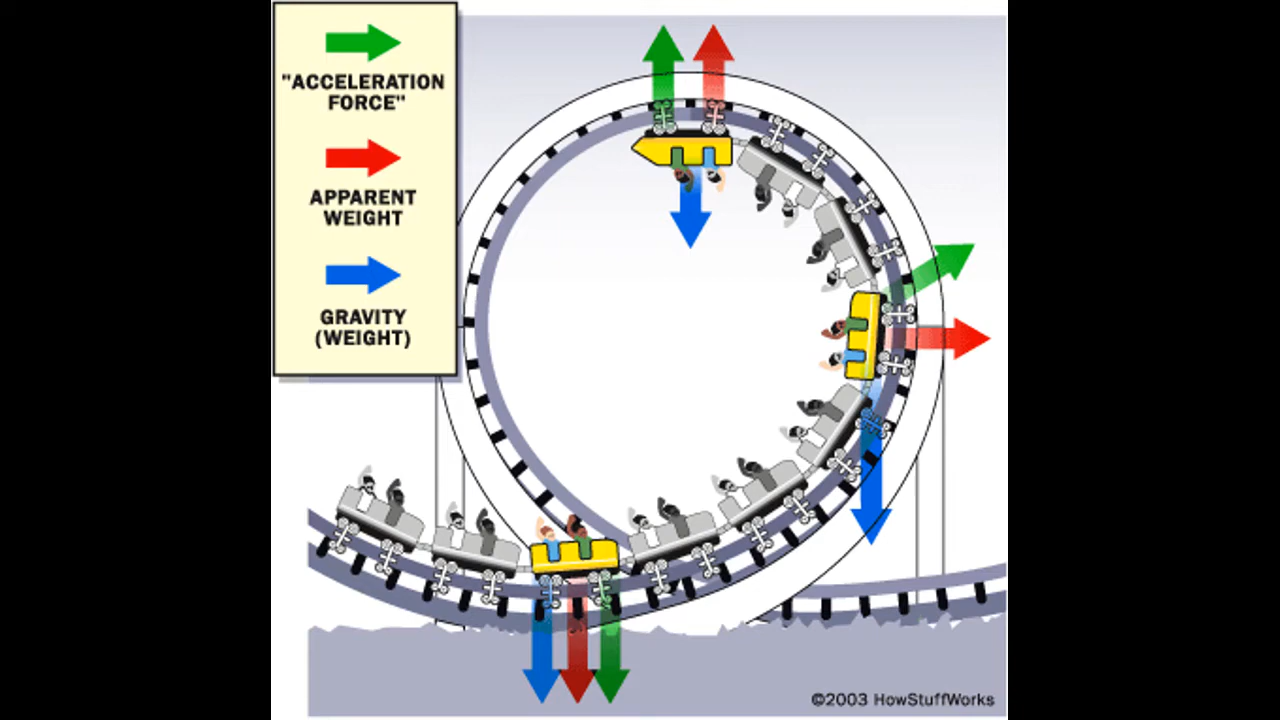 "ACCELERATION
FORCE"
APPARENT
WEIGHT
GRAVITY
(WEIGHT)
©2003 HowStuffWorks